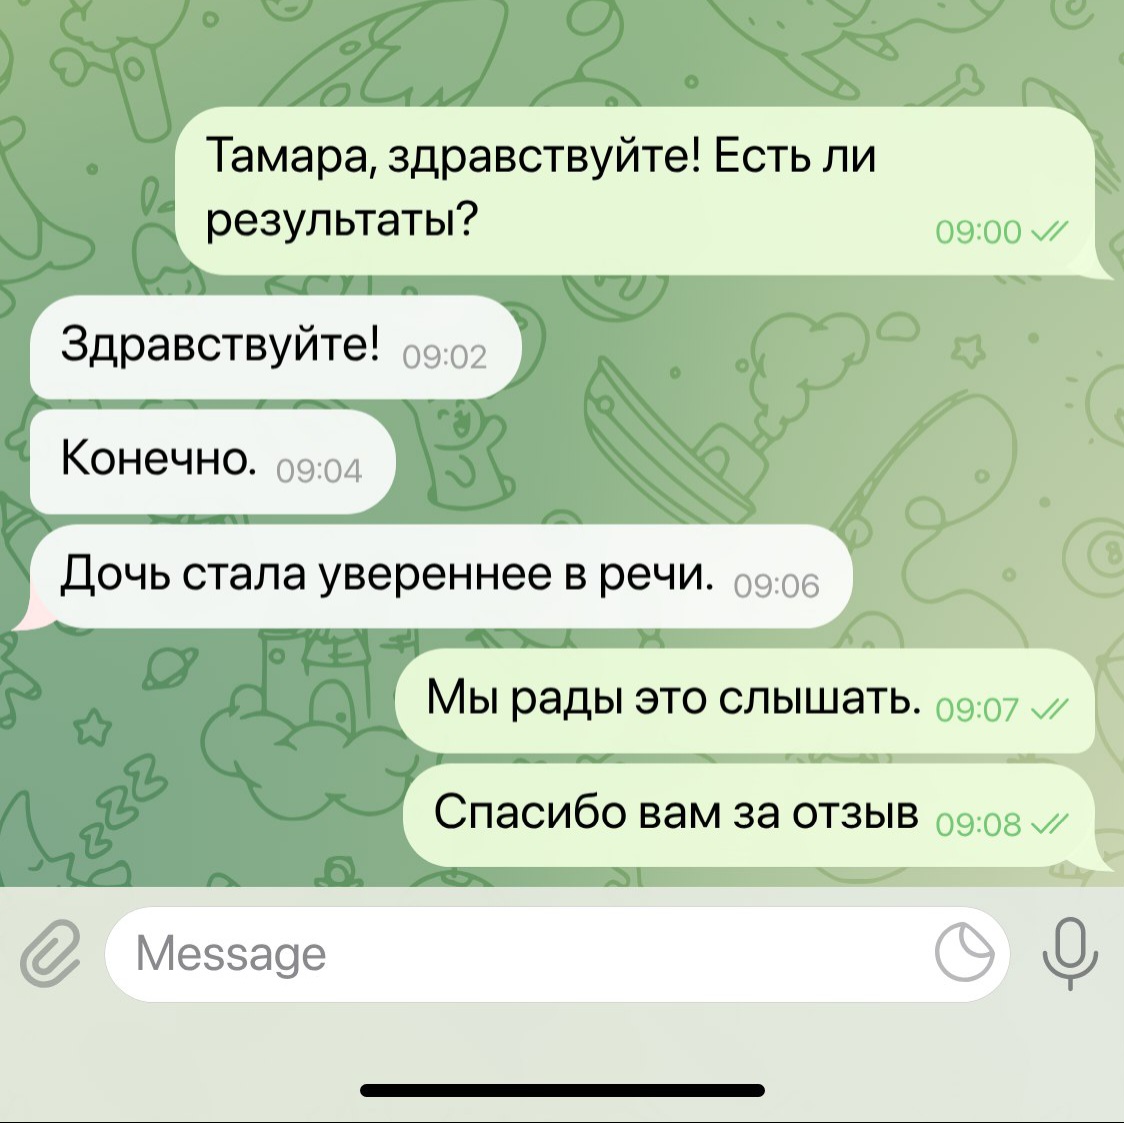 Тамара, здравствуйте! Есть ли
результаты?
09:00
Здравствуйте! 09:02
Конечно. 09:04
Дочь стала увереннее в речи. 09:06
Мы рады это слышать. 09:07
Спасибо вам за отзыв 09:08
Message